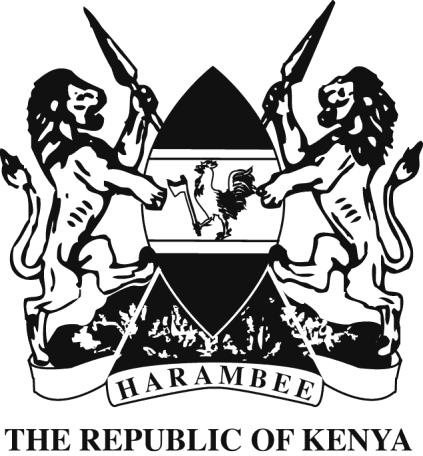 HARAMBEE
THE REPUBLIC OF KENYA